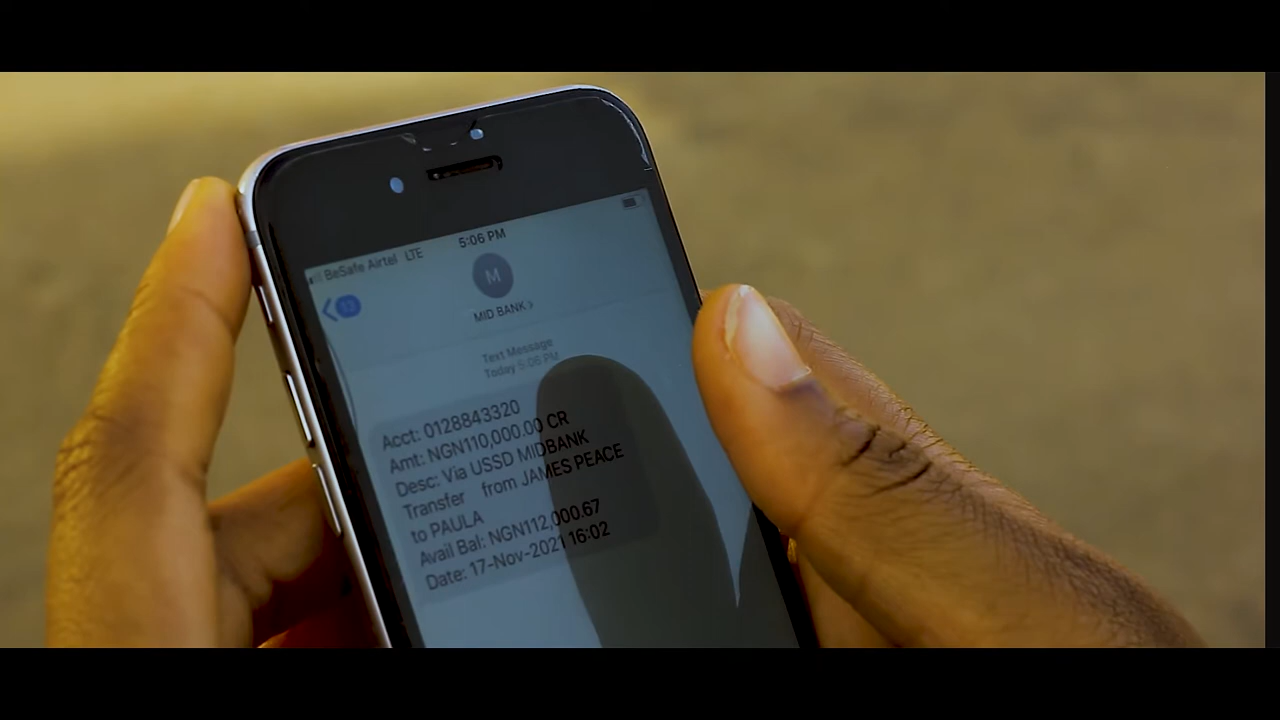 5:06 PM
BeSafe Airtel LTE
M
13
MID BANK
Text Message
Today 5:06 PM
Acct: 0128843320
Amt: NGN110,000.00 CR
Desc: Via USSD MIDBANK
Transfer from JAMES PEACE
to PAULA
Avail Bal: NGN112,000.67
Date: 17-Nov-2021 16:02